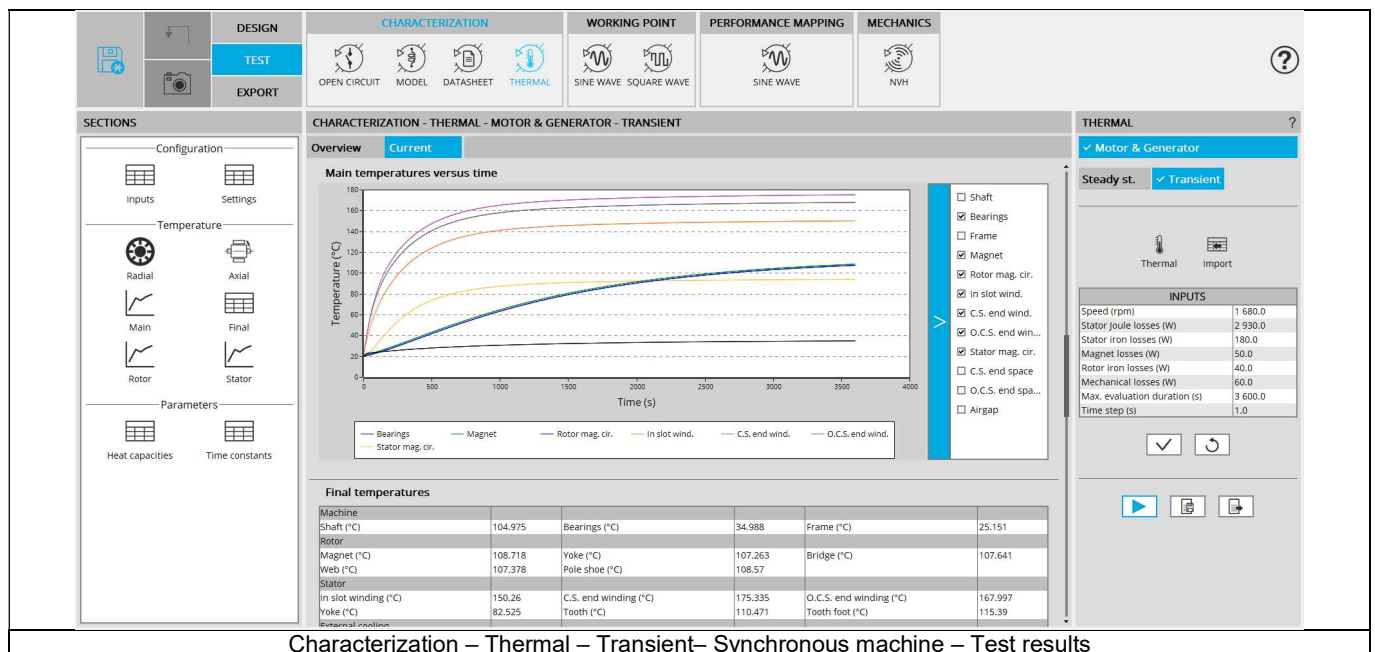 DESIGN
TEST
EXPORT
CHARACTERIZATION
OPEN CIRCUIT MODEL DATASHEET THERMAL
WORKING POINT
SINE WAVE SQUARE WAVE
PERFORMANCE MAPPING
SINE WAVE
MECHANICS
NVH
?
SECTIONS
Configuration
Inputs Settings
Temperature
Radial Axial
Main Final
Rotor Stator
Parameters
Heat capacities Time constants
CHARACTERIZATION - THERMAL - MOTOR & GENERATOR - TRANSIENT
Overview Current
Main temperatures versus time
Temperature (°C)
180
160
140
120
100
80
60
40
20
0
0 500 1000 1500 2000 2500 3000 3500 4000
Time (s)
Bearings Magnet Rotor mag. cir. In slot wind. C.S. end wind. O.C.S. end wind.
Stator mag. cir.
>
Shaft
Bearings
Frame
Magnet
Rotor mag. cir.
In slot wind.
C.S. end wind.
O.C.S. end win...
Stator mag. cir.
C.S. end space
O.C.S. end spa...
Airgap
Final temperatures
Machine
Shaft (°C) 104.975 Bearings (°C) 34.988 Frame (°C) 25.151
Rotor
Magnet (°C) 108.718 Yoke (°C) 107.263 Bridge (°C) 107.641
Web (°C) 107.378 Pole shoe (°C) 108.57
Stator
In slot winding (°C) 150.26 C.S. end winding (°C) 175.335 O.C.S. end winding (°C) 167.997
Yoke (°C) 82.525 Tooth (°C) 110.471 Tooth foot (°C) 115.39
External cooling
THERMAL ?
Motor & Generator
Steady st. Transient
Thermal Import
INPUTS
Speed (rpm) 1 680.0
Stator Joule losses (W) 2 930.0
Stator iron losses (W) 180.0
Magnet losses (W) 50.0
Rotor iron losses (W) 40.0
Mechanical losses (W) 60.0
Max. evaluation duration (s) 3 600.0
Time step (s) 1.0
Characterization – Thermal – Transient– Synchronous machine – Test results